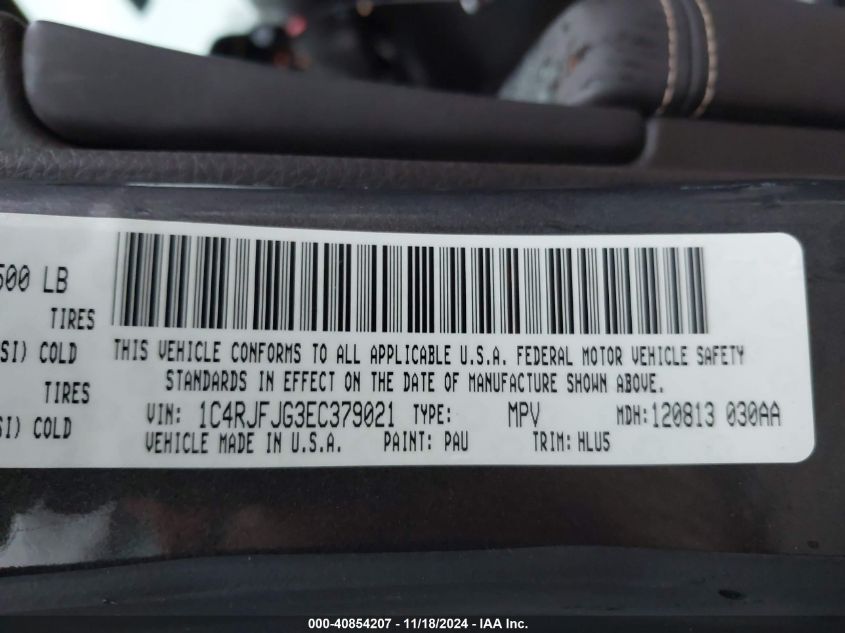 500 LB
TIRES
SI) COLD
TIRES
SI) COLD
THIS VEHICLE CONFORMS TO ALL APPLICABLE U.S.A. FEDERAL MOTOR VEHICLE SAFETY
STANDARDS IN EFFECT ON THE DATE OF MANUFACTURE SHOWN ABOVE.
VIN: 1C4RJFJG3EC379021 TYPE: MPV MDH:120813 030AA
VEHICLE MADE IN U.S.A. PAINT: PAU TRIM: HLU5
000-40854207 - 11/18/2024 - IAA Inc.